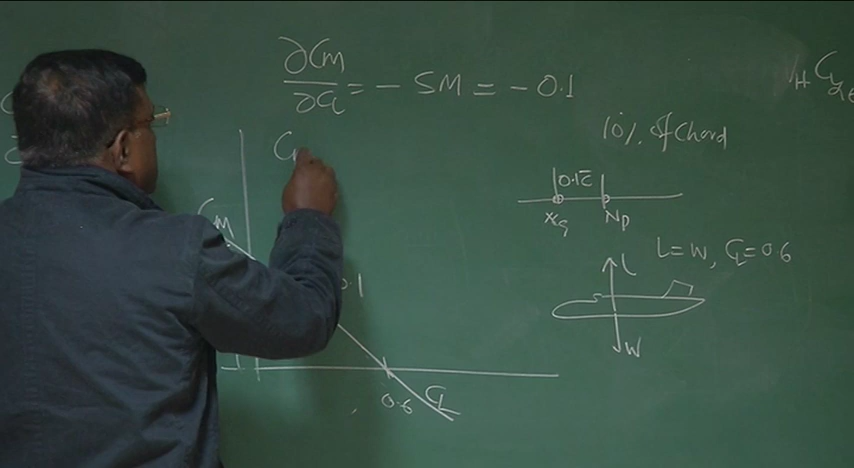 ∂Cm/∂CL = - SM = - 0.1
10% of Chord
0.1c̄
Xcg NP
L=W, CL=0.6
L
W
Cm
0.1
0.6 CL